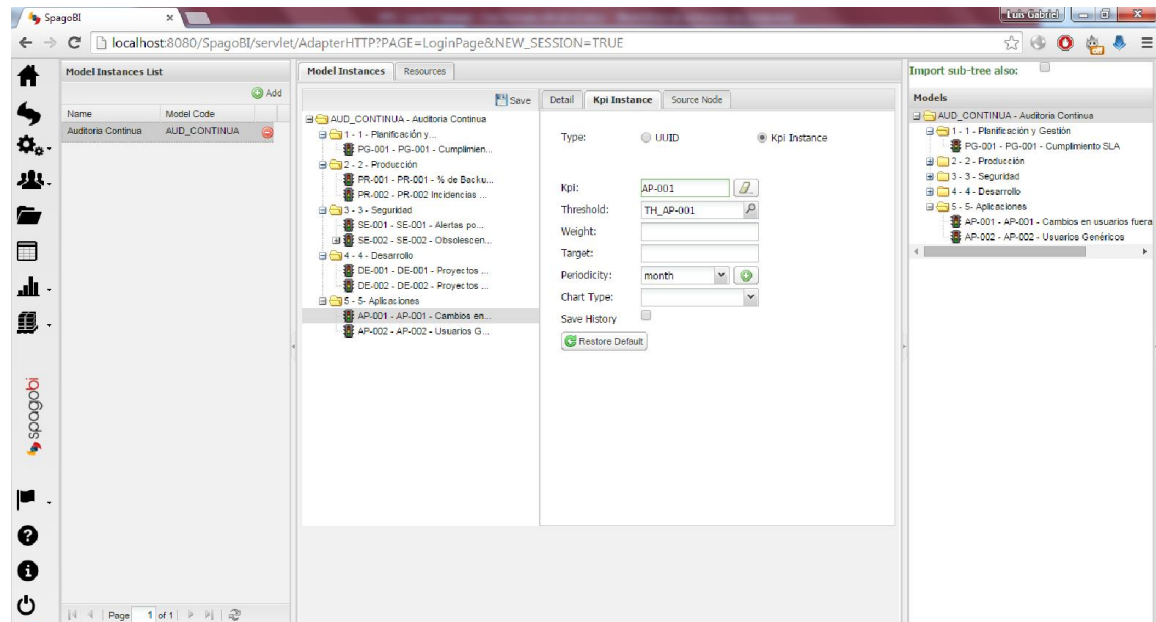 SpagoBI
Luis Gabriel
localhost:8080/SpagoBI/servlet/AdapterHTTP?PAGE=LoginPage&NEW_SESSION=TRUE
Model Instances List
Add
Name Model Code
Auditoria Continua AUD_CONTINUA
Page 1 of 1
spagobi
Model Instances Resources
Save
AUD_CONTINUA - Auditoria Continua
1 - 1 - Planificación y...
PG-001 - PG-001 - Cumplimien...
2 - 2 - Producción
PR-001 - PR-001 - % de Backu...
PR-002 - PR-002 Incidencias ...
3 - 3 - Seguridad
SE-001 - SE-001 - Alertas po...
SE-002 - SE-002 - Obsolescen...
4 - 4 - Desarrollo
DE-001 - DE-001 - Proyectos ...
DE-002 - DE-002 - Proyectos ...
5 - 5- Aplicaciones
AP-001 - AP-001 - Cambios en...
AP-002 - AP-002 - Usuarios G...
Detail Kpi Instance Source Node
Type: UUID Kpi Instance
Kpi: AP-001
Threshold: TH_AP-001
Weight:
Target:
Periodicity: month
Chart Type:
Save History
Restore Default
Import sub-tree also:
Models
AUD_CONTINUA - Auditoria Continua
1 - 1 - Planificación y Gestión
PG-001 - PG-001 - Cumplimiento SLA
2 - 2 - Producción
3 - 3 - Seguridad
4 - 4 - Desarrollo
5 - 5- Aplicaciones
AP-001 - AP-001 - Cambios en usuarios fuera
AP-002 - AP-002 - Usuarios Genéricos